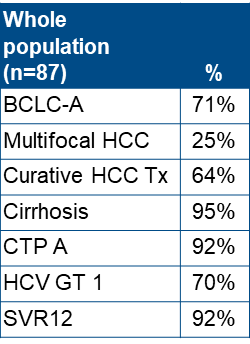 Whole
population
(n=87) %
BCLC-A 71%
Multifocal HCC 25%
Curative HCC Tx 64%
Cirrhosis 95%
CTP A 92%
HCV GT 1 70%
SVR12 92%